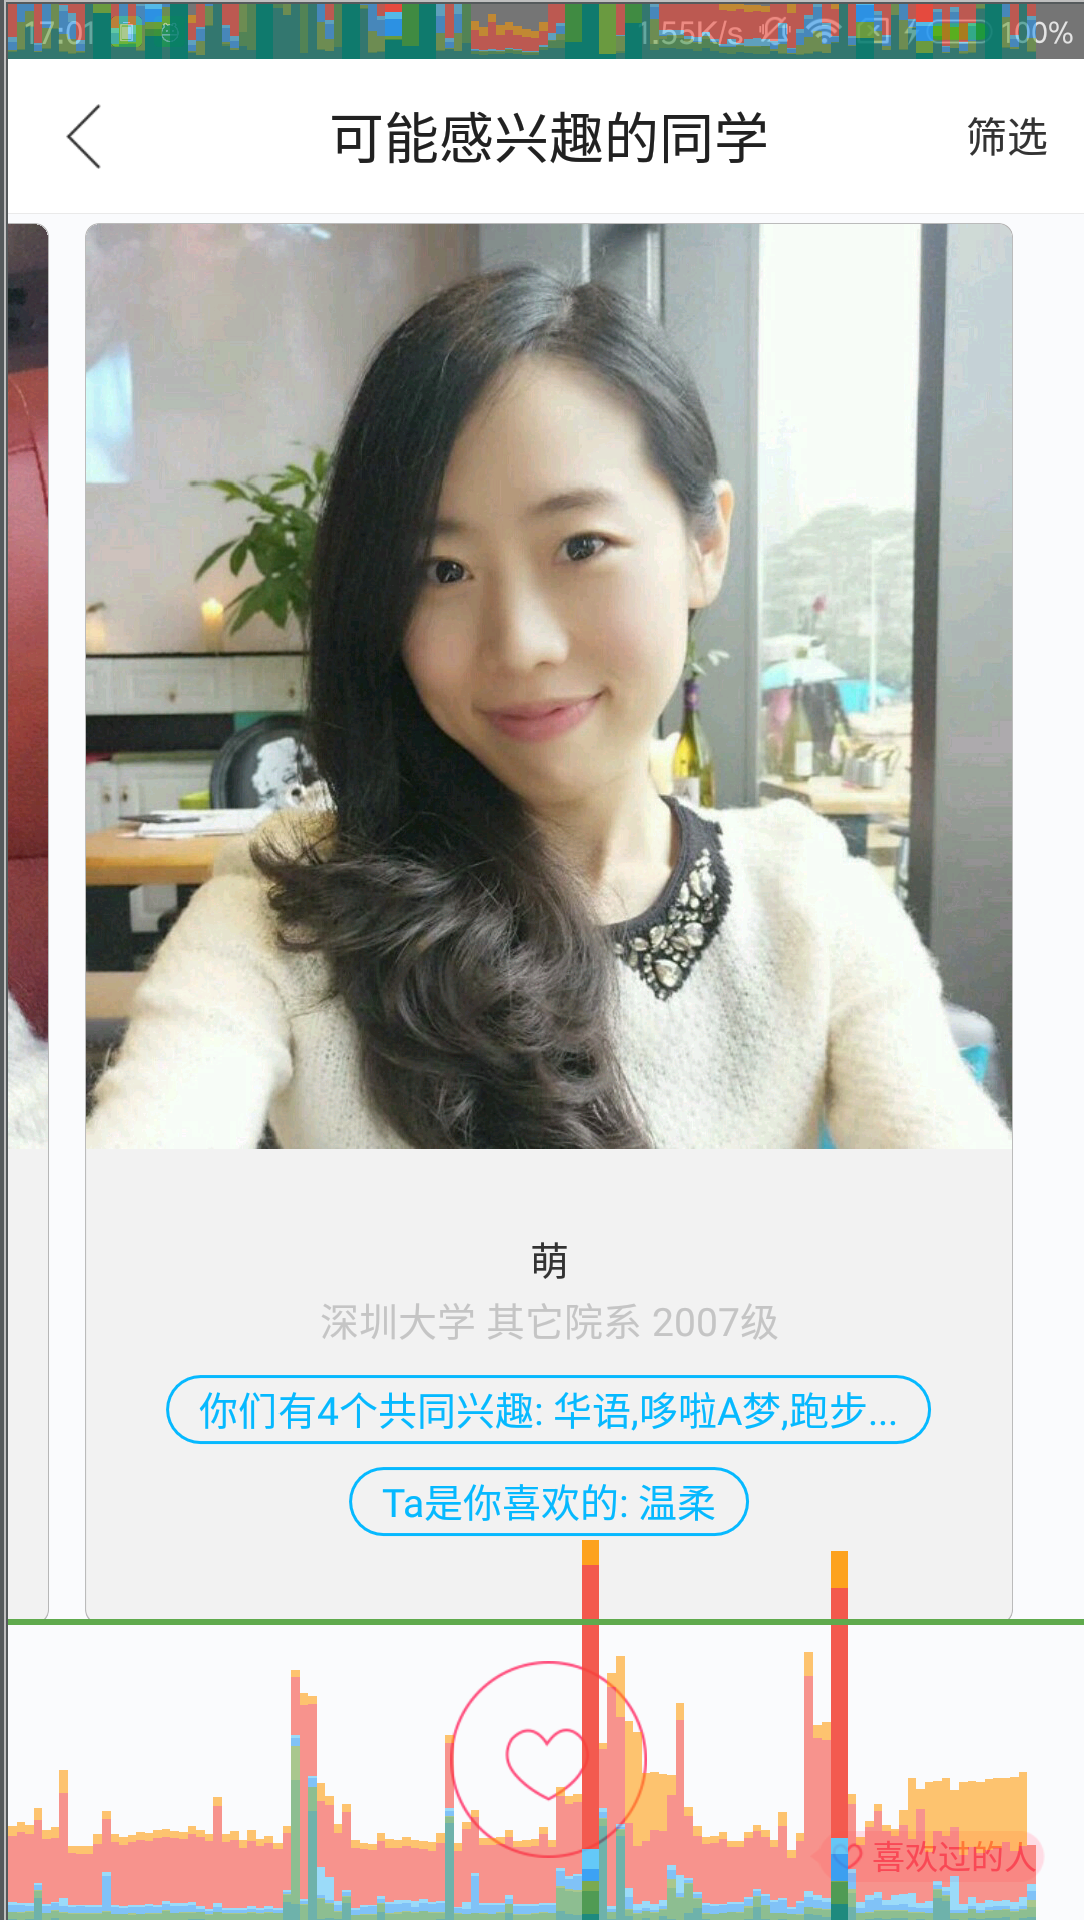 17:01 1.55K/s 100%
可能感兴趣的同学 筛选
萌
深圳大学 其它院系 2007级
你们有4个共同兴趣: 华语,哆啦A梦,跑步...
Ta是你喜欢的: 温柔
喜欢过的人